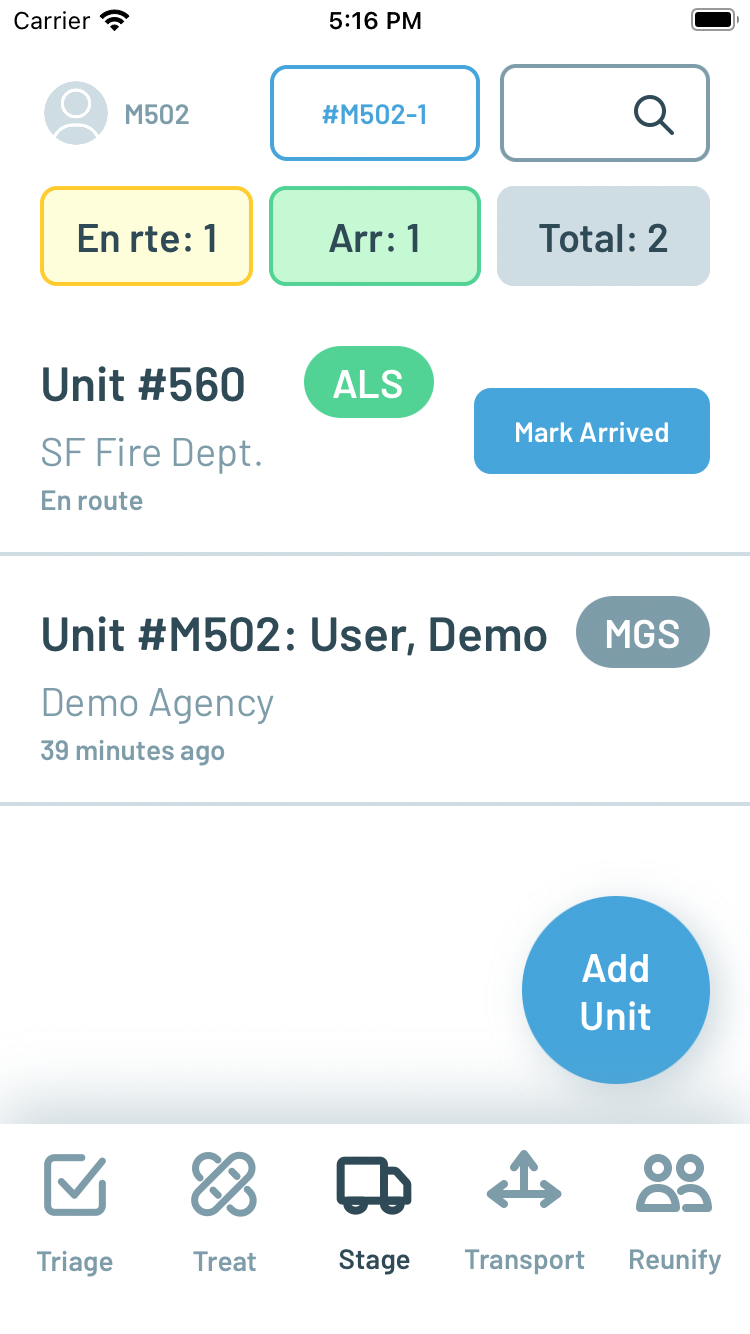 Carrier 5:16 PM
M502 #M502-1
En rte: 1 Arr: 1 Total: 2
Unit #560 ALS
Mark Arrived
SF Fire Dept.
En route
Unit #M502: User, Demo MGS
Demo Agency
39 minutes ago
Add
Unit
Triage Treat Stage Transport Reunify